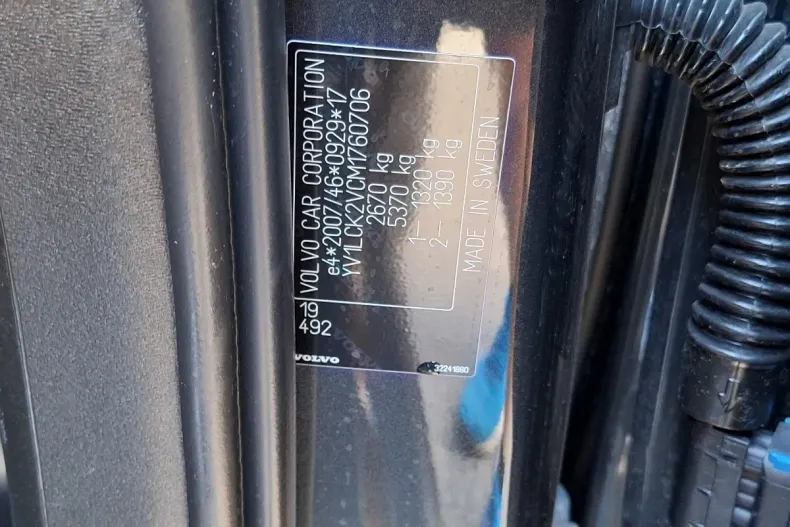 VOLVO CAR CORPORATION
e4*2007/46*0929*17
YV1LCK2VCM1760706
2670 kg
5370 kg
1- 1320 kg
2- 1390 kg
MADE IN SWEDEN
19
492
VOLVO
32241860